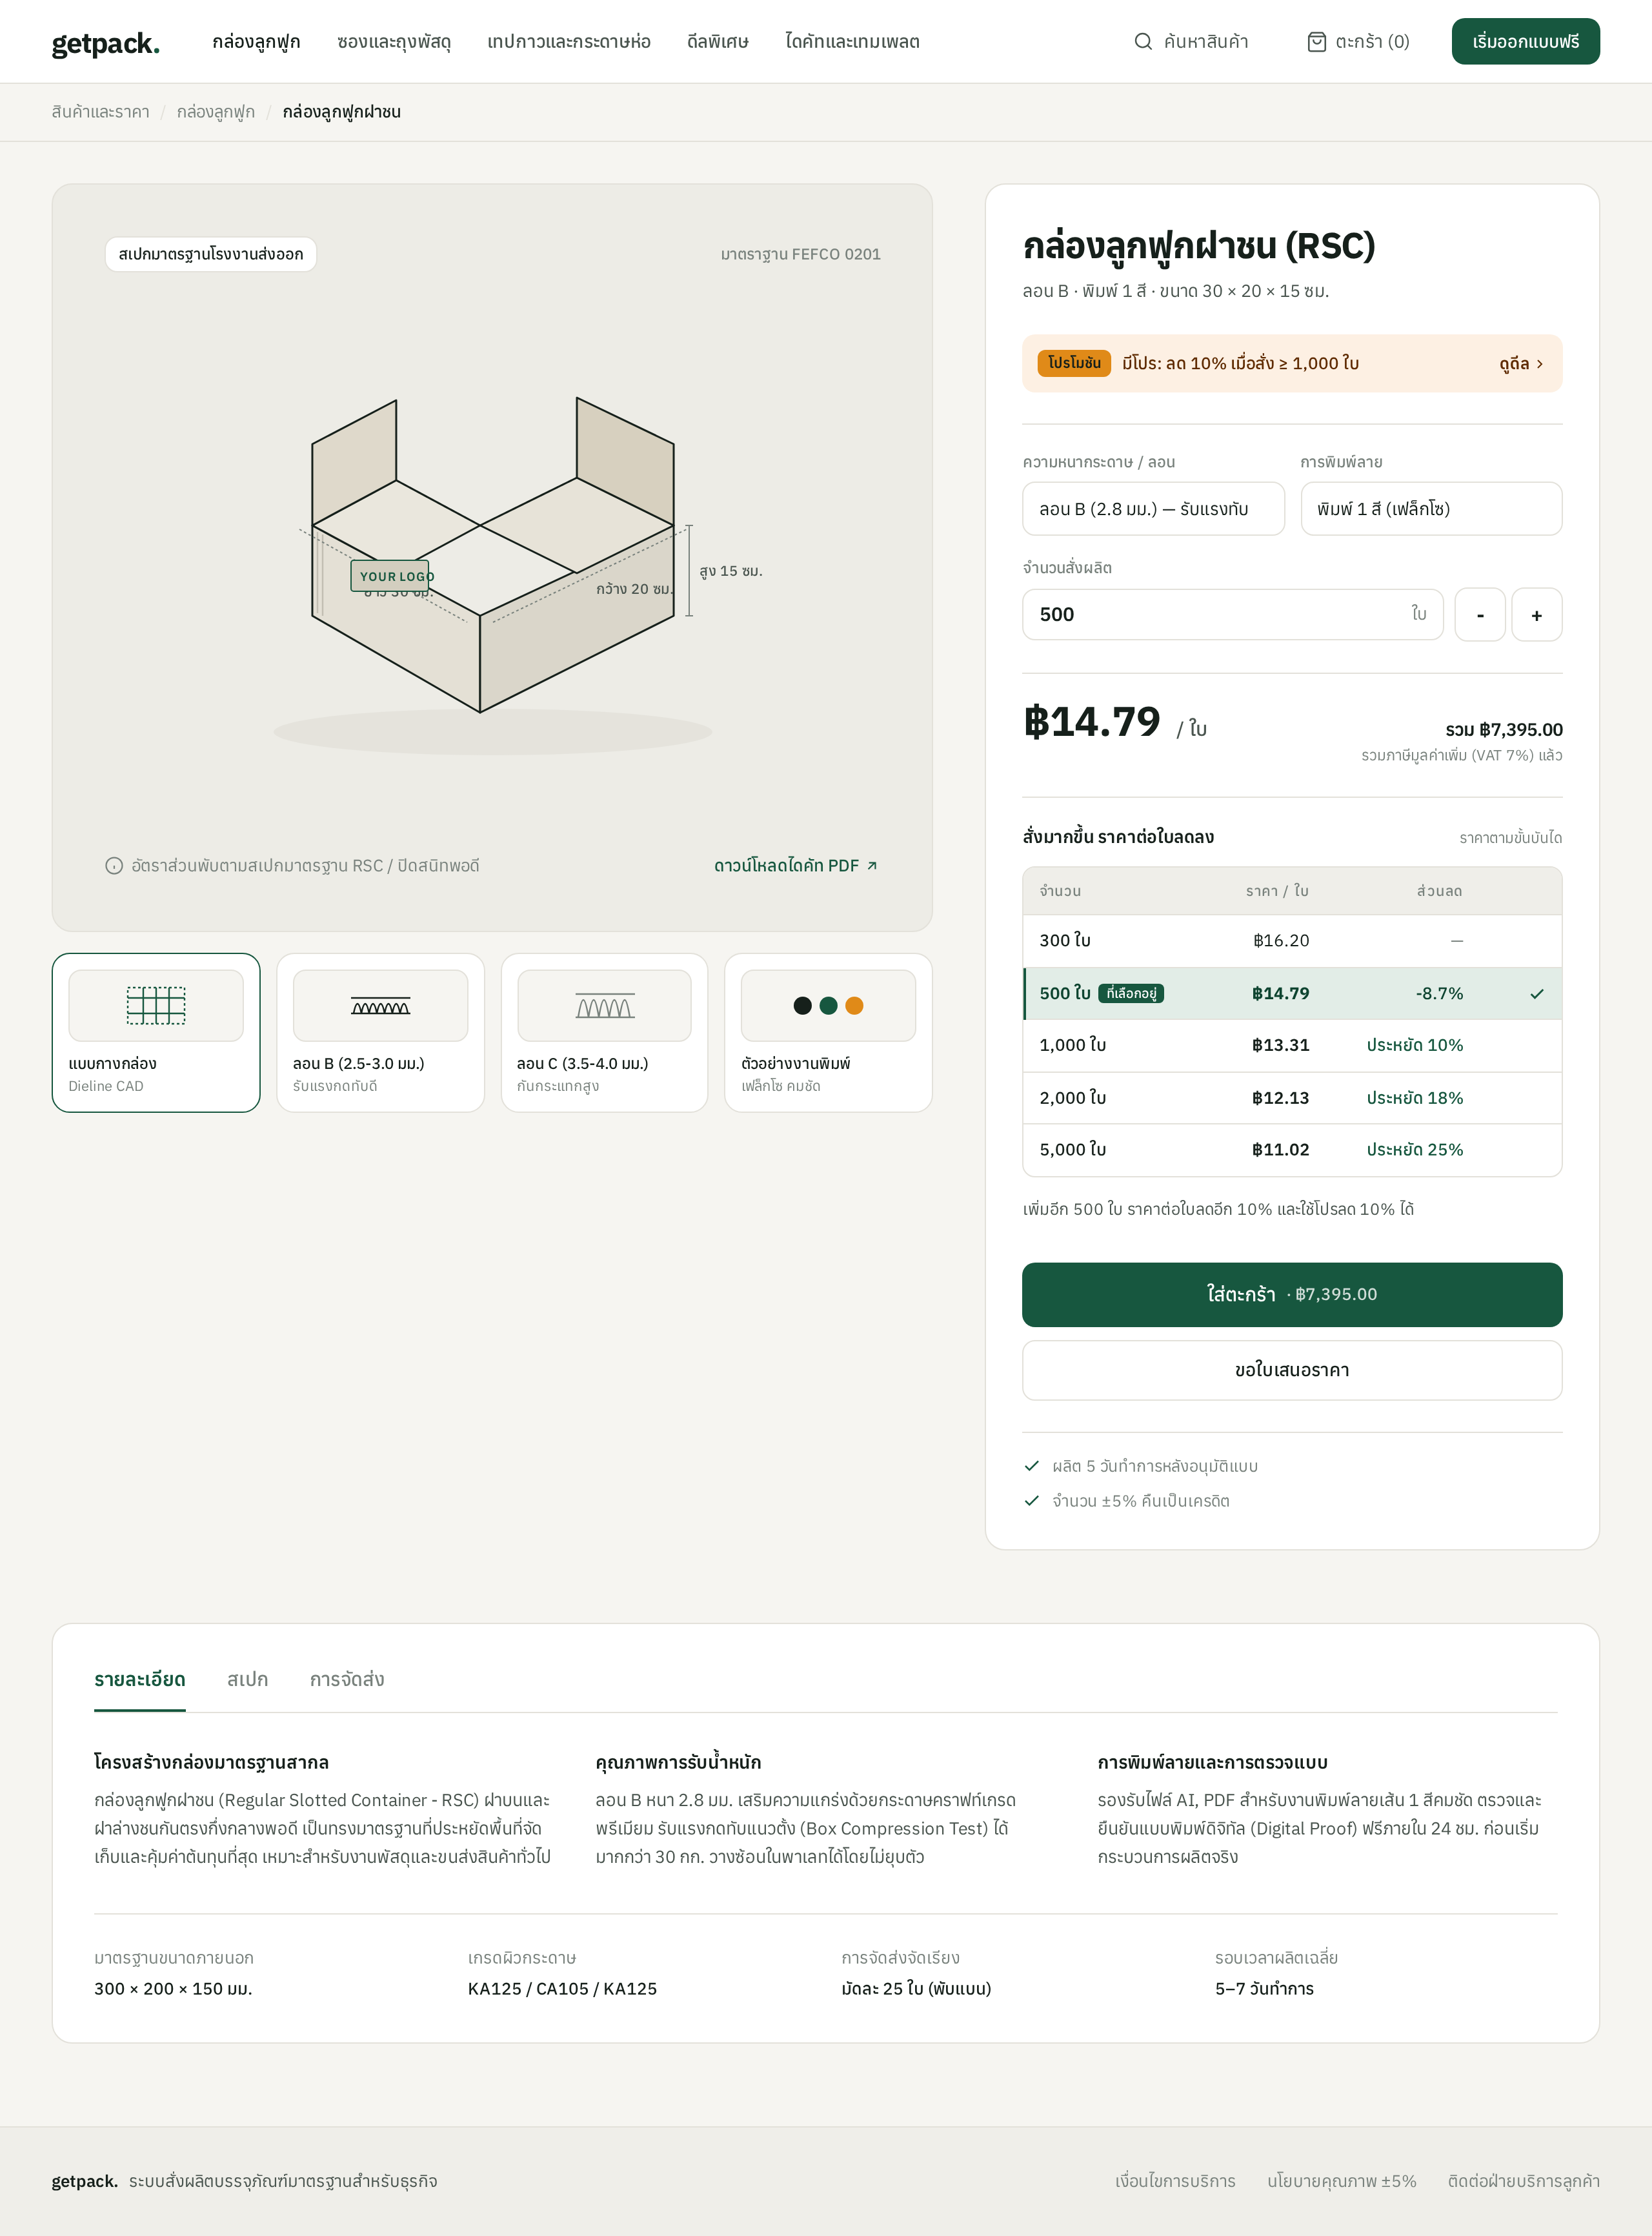 getpack.
กล่องลูกฟูก
ซองและถุงพัสดุ
เทปกาวและกระดาษห่อ
ดีลพิเศษ
ไดคัทและเทมเพลต
ค้นหาสินค้า
ตะกร้า (0)
เริ่มออกแบบฟรี
สินค้าและราคา / กล่องลูกฟูก / กล่องลูกฟูกฝาชน
สเปกมาตรฐานโรงงานส่งออก
มาตราฐาน FEFCO 0201
YOUR LOGO
กว้าง 20 ซม.
สูง 15 ซม.
อัตราส่วนพับตามสเปกมาตรฐาน RSC / ปิดสนิทพอดี
ดาวน์โหลดไดคัท PDF
แบบกางกล่อง
Dieline CAD
ลอน B (2.5-3.0 มม.)
รับแรงกดทับดี
ลอน C (3.5-4.0 มม.)
กันกระแทกสูง
ตัวอย่างงานพิมพ์
เฟล็กโซ คมชัด
กล่องลูกฟูกฝาชน (RSC)
ลอน B · พิมพ์ 1 สี · ขนาด 30 × 20 × 15 ซม.
โปรโมชัน มีโปร: ลด 10% เมื่อสั่ง ≥ 1,000 ใบ ดูดีล ›
ความหนากระดาษ / ลอน
การพิมพ์ลาย
ลอน B (2.8 มม.) — รับแรงทับ
พิมพ์ 1 สี (เฟล็กโซ)
จำนวนสั่งผลิต
500 ใบ - +
฿14.79 / ใบ
รวม ฿7,395.00
รวมภาษีมูลค่าเพิ่ม (VAT 7%) แล้ว
สั่งมากขึ้น ราคาต่อใบลดลง
ราคาตามขั้นบันได
จำนวน ราคา / ใบ ส่วนลด
300 ใบ ฿16.20 —
500 ใบ ที่เลือกอยู่ ฿14.79 -8.7%
1,000 ใบ ฿13.31 ประหยัด 10%
2,000 ใบ ฿12.13 ประหยัด 18%
5,000 ใบ ฿11.02 ประหยัด 25%
เพิ่มอีก 500 ใบ ราคาต่อใบลดอีก 10% และใช้โปรลด 10% ได้
ใส่ตะกร้า · ฿7,395.00
ขอใบเสนอราคา
ผลิต 5 วันทำการหลังอนุมัติแบบ
จำนวน ±5% คืนเป็นเครดิต
รายละเอียด
สเปก
การจัดส่ง
โครงสร้างกล่องมาตรฐานสากล
กล่องลูกฟูกฝาชน (Regular Slotted Container - RSC) ฝาบนและ
ฝาล่างชนกันตรงกึ่งกลางพอดี เป็นทรงมาตรฐานที่ประหยัดพื้นที่จัด
เก็บและคุ้มค่าต้นทุนที่สุด เหมาะสำหรับงานพัสดุและขนส่งสินค้าทั่วไป
คุณภาพการรับน้ำหนัก
ลอน B หนา 2.8 มม. เสริมความแกร่งด้วยกระดาษคราฟท์เกรด
พรีเมียม รับแรงกดทับแนวตั้ง (Box Compression Test) ได้
มากกว่า 30 กก. วางซ้อนในพาเลทได้โดยไม่ยุบตัว
การพิมพ์ลายและการตรวจแบบ
รองรับไฟล์ AI, PDF สำหรับงานพิมพ์ลายเส้น 1 สีคมชัด ตรวจและ
ยืนยันแบบพิมพ์ดิจิทัล (Digital Proof) ฟรีภายใน 24 ชม. ก่อนเริ่ม
กระบวนการผลิตจริง
มาตรฐานขนาดภายนอก
300 × 200 × 150 มม.
เกรดผิวกระดาษ
KA125 / CA105 / KA125
การจัดส่งจัดเรียง
มัดละ 25 ใบ (พับแบน)
รอบเวลาผลิตเฉลี่ย
5–7 วันทำการ
getpack. ระบบสั่งผลิตบรรจุภัณฑ์มาตรฐานสำหรับธุรกิจ
เงื่อนไขการบริการ
นโยบายคุณภาพ ±5%
ติดต่อฝ่ายบริการลูกค้า